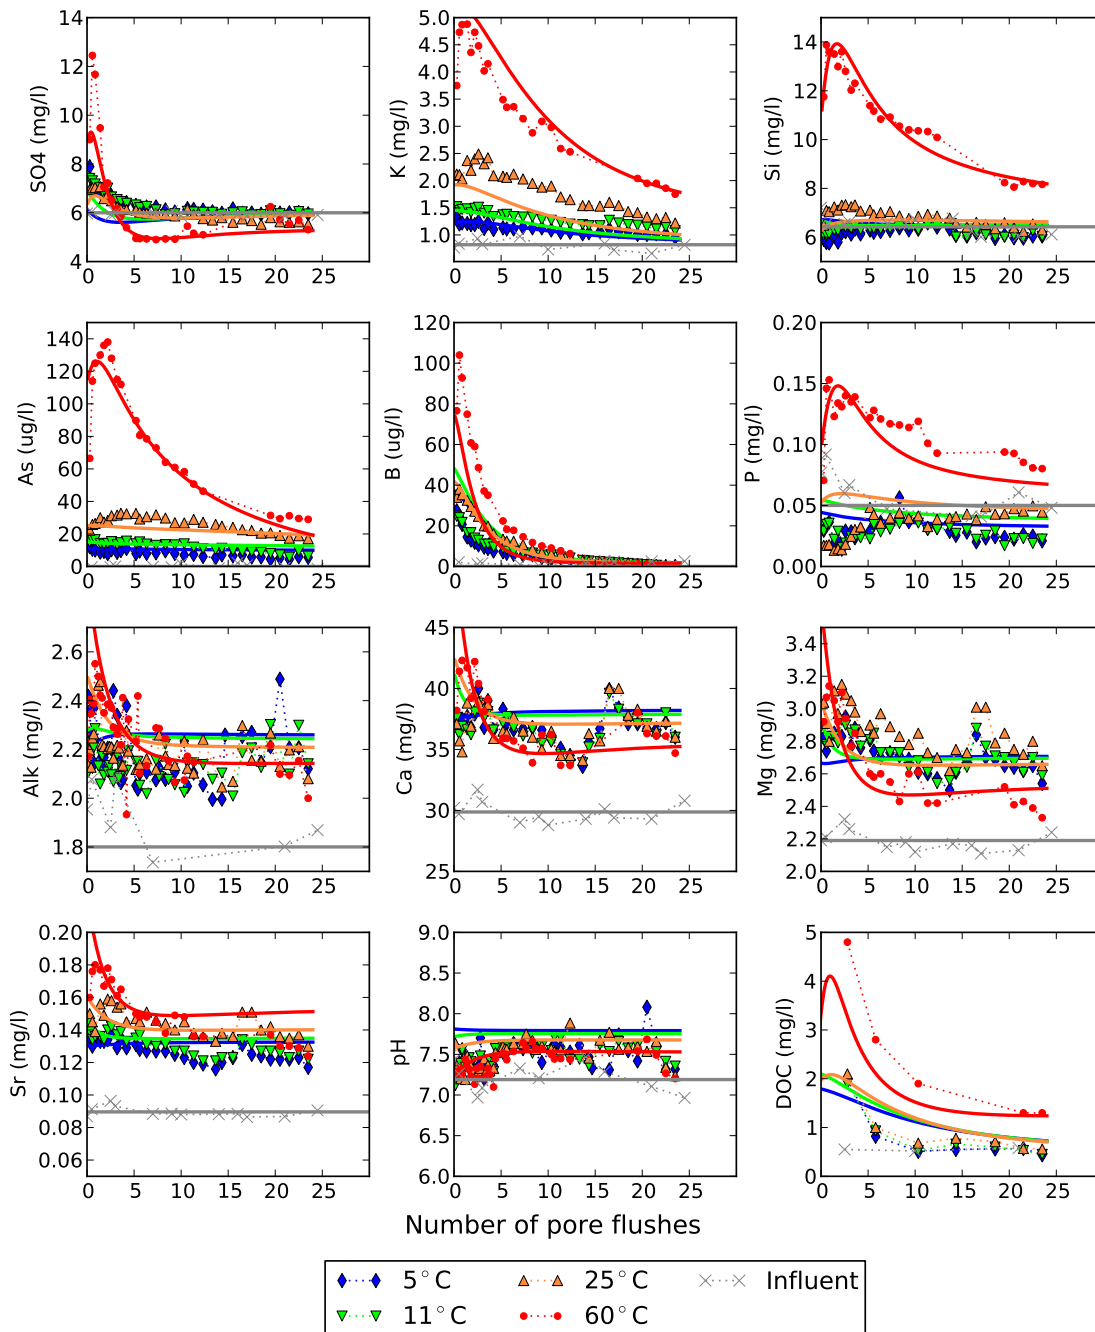 SO4 (mg/l)
14
12
10
8
6
4
0 5 10 15 20 25
K (mg/l)
5.0
4.5
4.0
3.5
3.0
2.5
2.0
1.5
1.0
0 5 10 15 20 25
Si (mg/l)
14
12
10
8
6
0 5 10 15 20 25
As (ug/l)
140
120
100
80
60
40
20
0
0 5 10 15 20 25
B (ug/l)
120
100
80
60
40
20
0
0 5 10 15 20 25
P (mg/l)
0.20
0.15
0.10
0.05
0.00
0 5 10 15 20 25
Alk (mg/l)
2.6
2.4
2.2
2.0
1.8
0 5 10 15 20 25
Ca (mg/l)
45
40
35
30
25
0 5 10 15 20 25
Mg (mg/l)
3.4
3.2
3.0
2.8
2.6
2.4
2.2
2.0
0 5 10 15 20 25
Sr (mg/l)
0.20
0.18
0.16
0.14
0.12
0.10
0.08
0.06
0 5 10 15 20 25
pH
9.0
8.5
8.0
7.5
7.0
6.5
6.0
0 5 10 15 20 25
DOC (mg/l)
5
4
3
2
1
0
0 5 10 15 20 25
Number of pore flushes
5°C 25°C Influent
11°C 60°C